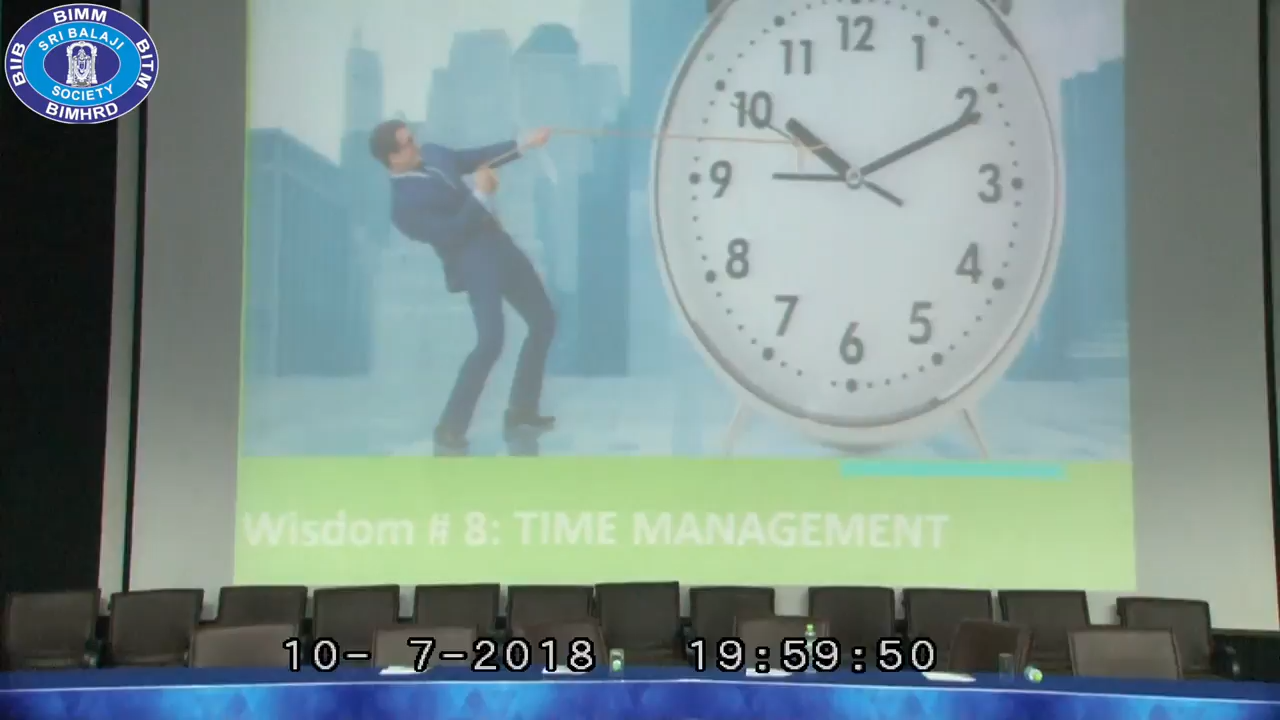 BIMM
BIIB
BITM
SRI BALAJI
SOCIETY
BIMHRD
12
11
1
10
2
9
3
8
4
7
5
6
Wisdom # 8: TIME MANAGEMENT
10- 7-2018 19:59:50